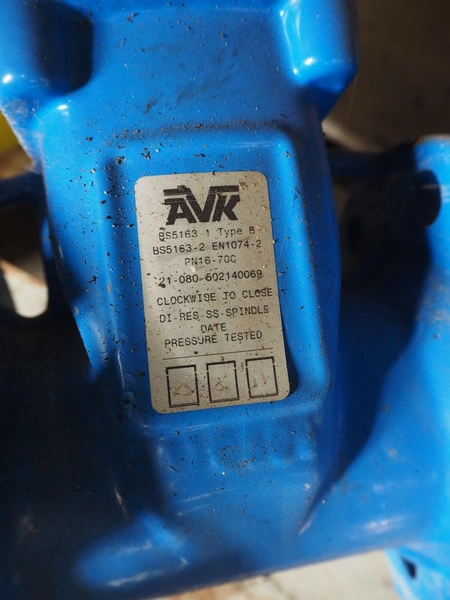 AVK
BS5163-1 Type B
BS5163-2 EN1074-2
PN16-70C
21-080-602140069
CLOCKWISE TO CLOSE
DI-RES-SS-SPINDLE
DATE
PRESSURE TESTED